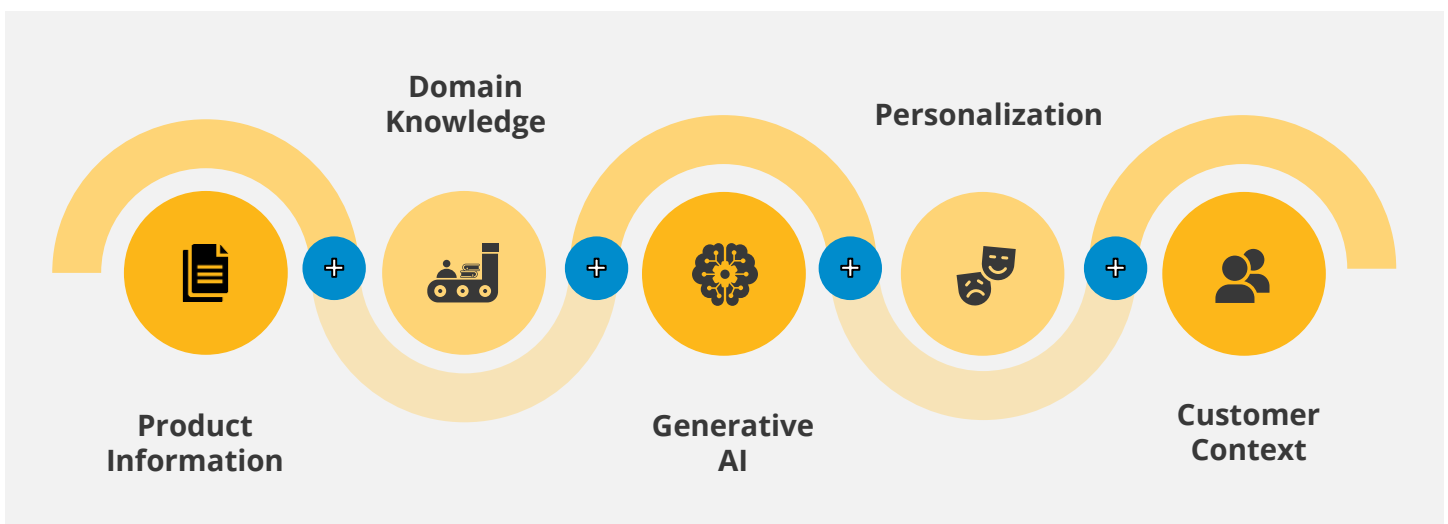 Domain
Knowledge
Personalization
Product
Information
Generative
AI
Customer
Context